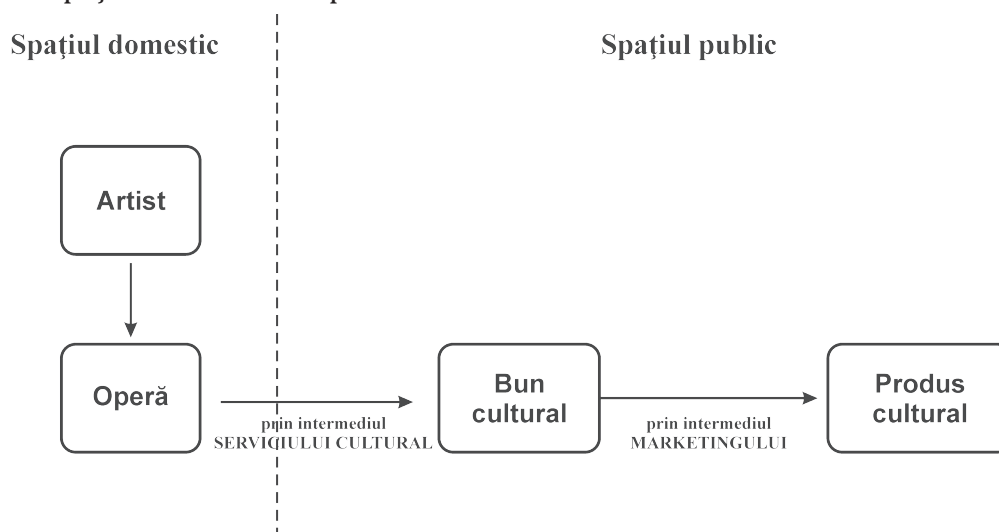 Spaţiul domestic
Spaţiul public
Artist
Operă
prin intermediul
SERVICIULUI CULTURAL
Bun
cultural
prin intermediul
MARKETINGULUI
Produs
cultural